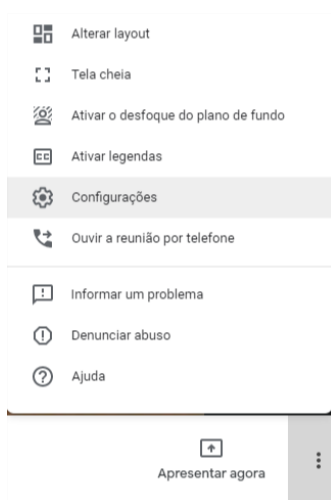 Alterar layout
Tela cheia
Ativar o desfoque do plano de fundo
CC Ativar legendas
Configurações
Ouvir a reunião por telefone
Informar um problema
Denunciar abuso
Ajuda
Apresentar agora